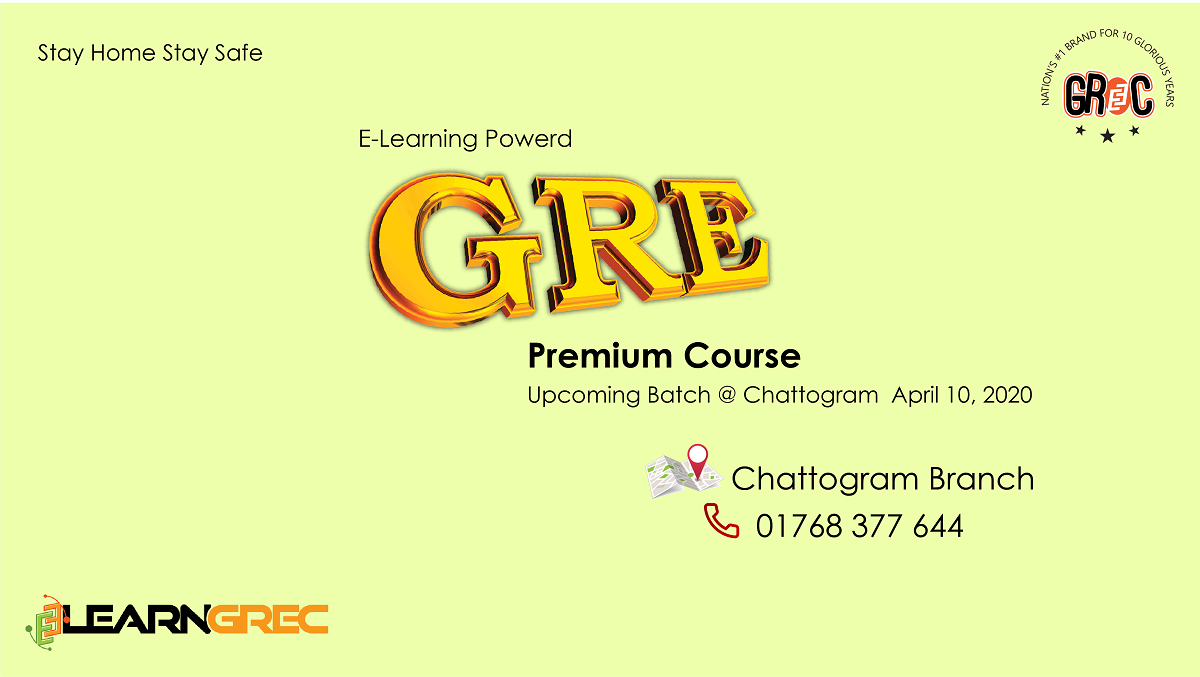 Stay Home Stay Safe
NATION'S #1 BRAND FOR 10 GLORIOUS YEARS
GREC
E-Learning Powerd
GRE
Premium Course
Upcoming Batch @ Chattogram April 10, 2020
Chattogram Branch
01768 377 644
ELEARNGREC